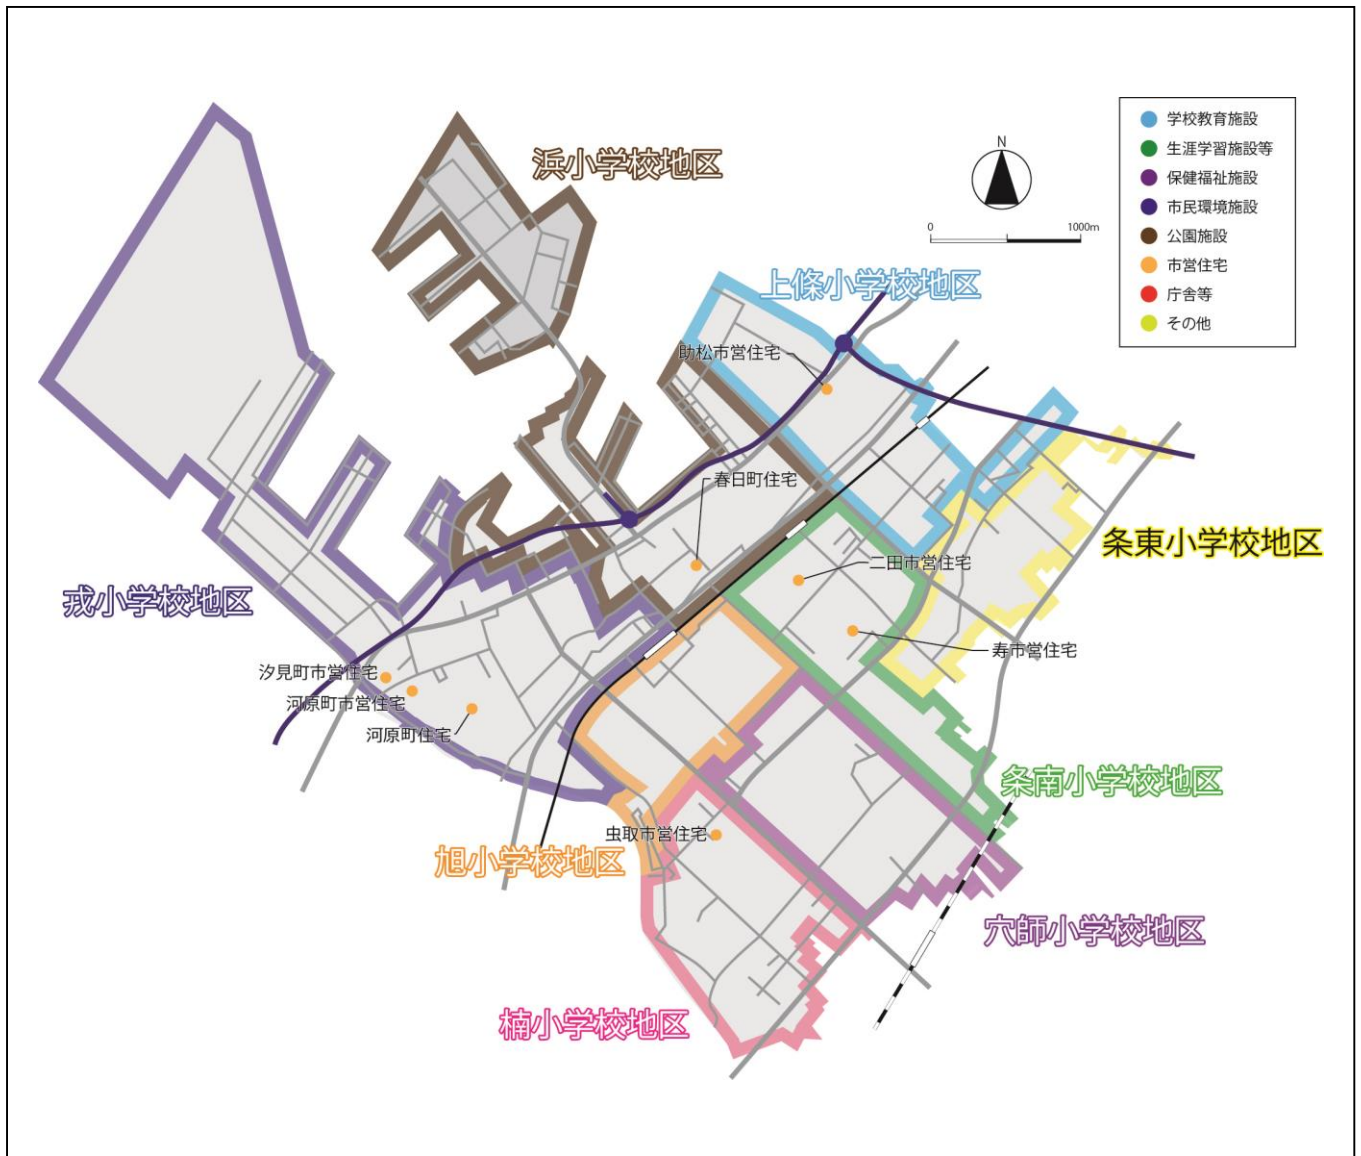 学校教育施設
生涯学習施設等
保健福祉施設
市民環境施設
公園施設
市営住宅
庁舎等
その他
N
0
1000m
浜小学校地区
上條小学校地区
助松市営住宅
春日町住宅
条東小学校地区
二田市営住宅
戎小学校地区
寿市営住宅
汐見町市営住宅
河原町市営住宅
河原町住宅
条南小学校地区
虫取市営住宅
旭小学校地区
穴師小学校地区
楠小学校地区